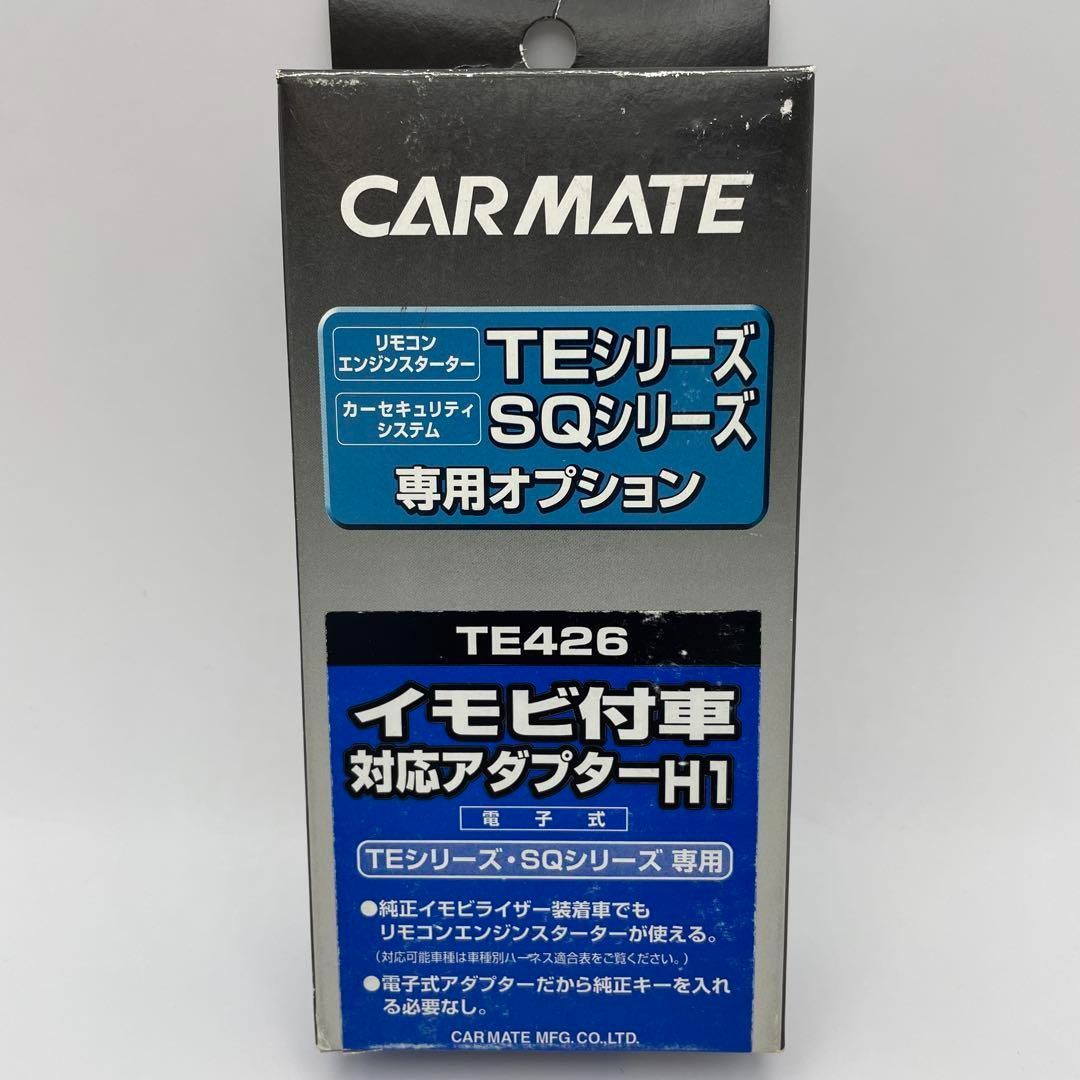 CAR MATE
リモコン
エンジンスターター
TEシリーズ
カーセキュリティ
システム
SQシリーズ
専用オプション
TE426
イモビ付車
対応アダプターH1
電子式
TEシリーズ・SQシリーズ 専用
●純正イモビライザー装着車でも
リモコンエンジンスターターが使える。
(対応可能車種は車種別ハーネス適合表をご覧ください。)
●電子式アダプターだから純正キーを入れ
る必要なし。
CAR MATE MFG. CO.,LTD.